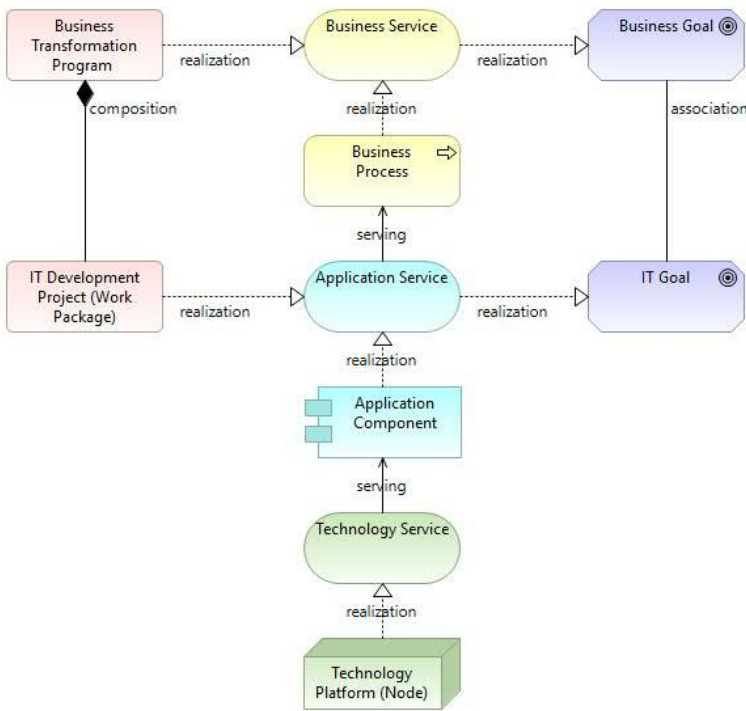 Business
Transformation
Program
realization
Business Service
realization
Business Goal
composition
realization
association
Business
Process
serving
IT Development
Project (Work
Package)
realization
Application Service
realization
IT Goal
realization
Application
Component
serving
Technology Service
realization
Technology
Platform (Node)